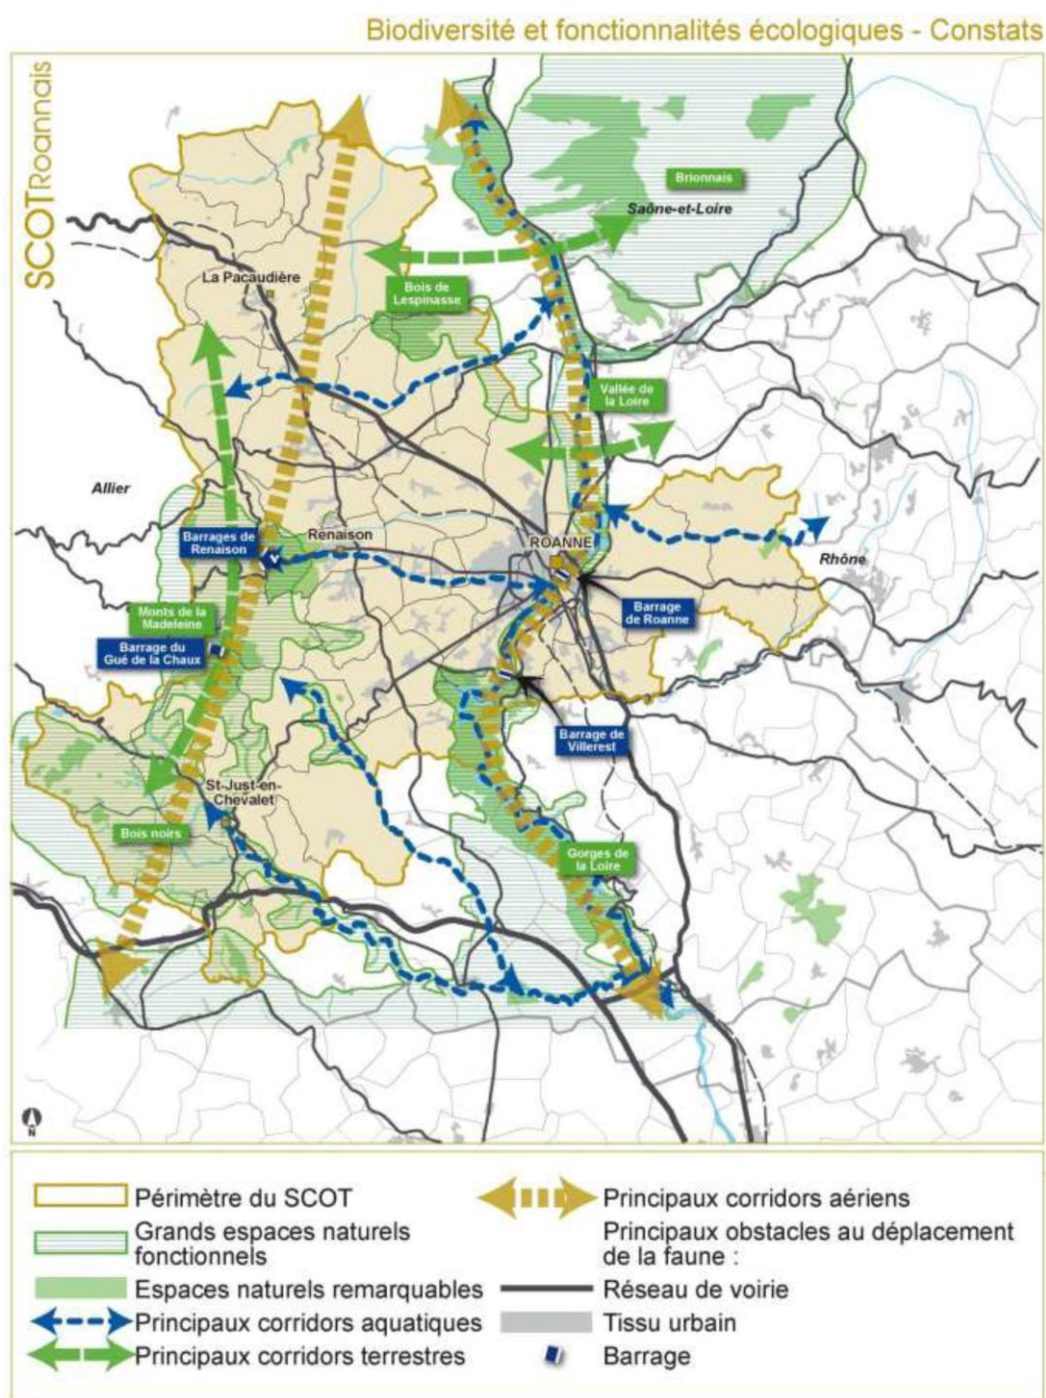 Biodiversité et fonctionnalités écologiques - Constats
SCOTRoannais
Brionnais
Saône-et-Loire
La Pacaudière
Bois de
Lespinasse
Vallée de
la Loire
Allier
Barrages de
Renaison
Renaison
ROANNE
Rhône
Monts de la
Madeleine
Barrage
de Roanne
Barrage du
Gué de la Chaux
Barrage de
Villerest
St-Just-en-
Chevalet
Bois noirs
Gorges de
la Loire
N
Périmètre du SCOT
Grands espaces naturels
fonctionnels
Espaces naturels remarquables
Principaux corridors aquatiques
Principaux corridors terrestres
Principaux corridors aériens
Principaux obstacles au déplacement
de la faune :
Réseau de voirie
Tissu urbain
Barrage